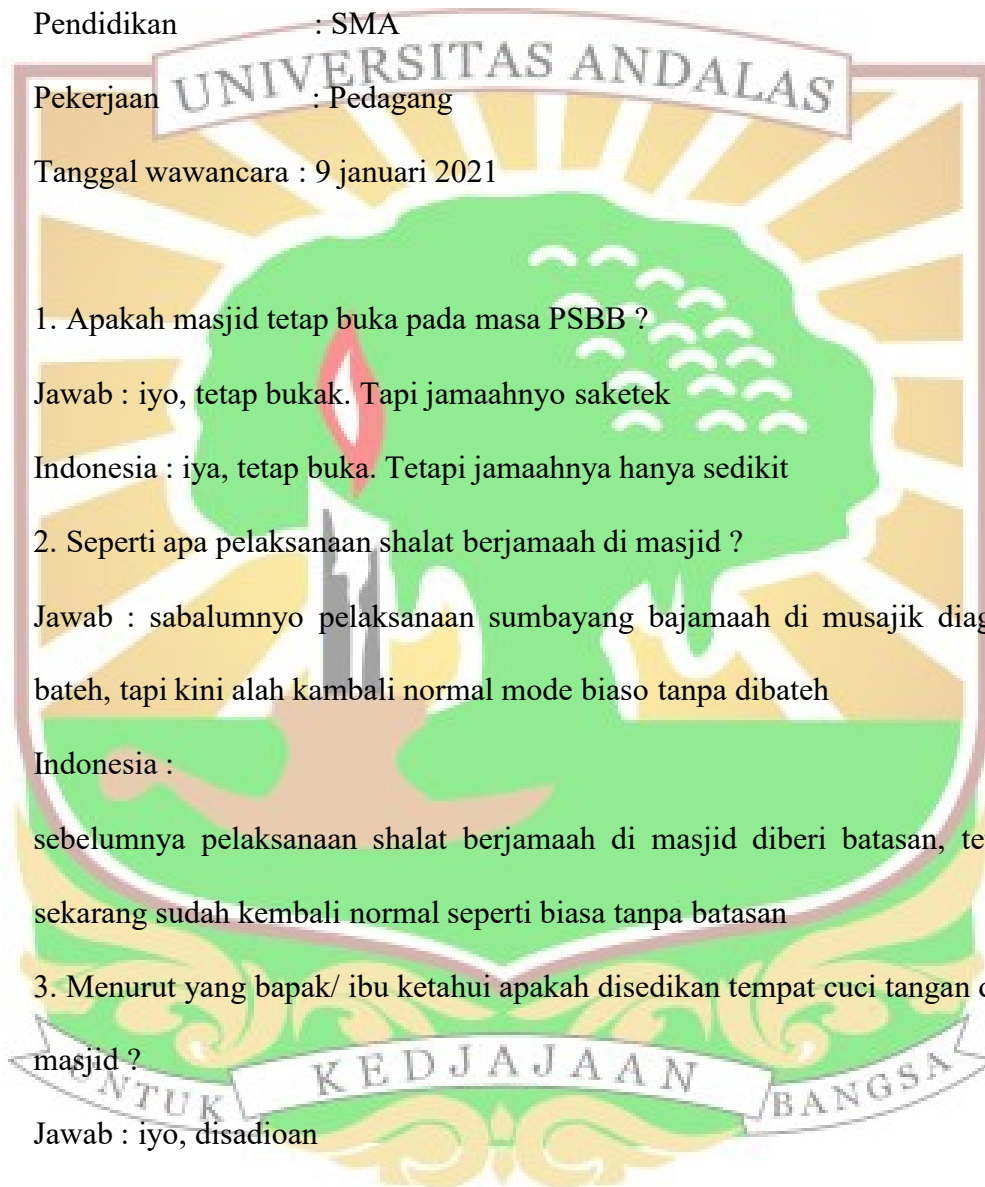 Pendidikan : SMA
UNIVERSITAS ANDALAS
Pekerjaan : Pedagang
Tanggal wawancara : 9 januari 2021
1. Apakah masjid tetap buka pada masa PSBB ?
Jawab : iyo, tetap bukak. Tapi jamaahnyo saketek
Indonesia : iya, tetap buka. Tetapi jamaahnya hanya sedikit
2. Seperti apa pelaksanaan shalat berjamaah di masjid ?
Jawab : sabalumnyo pelaksanaan sumbayang bajamaah di musajik
bateh, tapi kini alah kambali normal mode biaso tanpa dibateh
Indonesia :
sebelumnya pelaksanaan shalat berjamaah di masjid diberi batasan,
sekarang sudah kembali normal seperti biasa tanpa batasan
3. Menurut yang bapak/ ibu ketahui apakah disedikan tempat cuci tangan
masjid ?
UNTUK KEDJAJAAN BANGSA
Jawab : iyo, disadioan